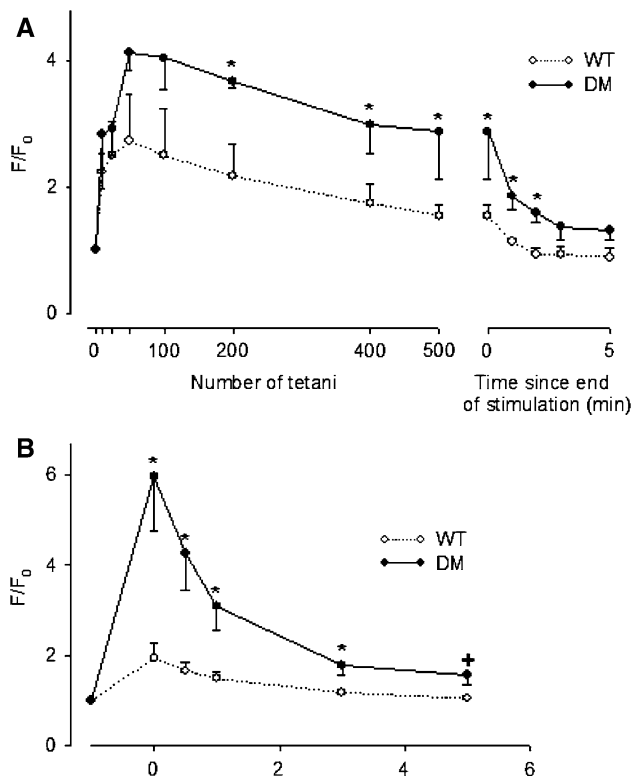 A
WT
DM
F/F0
4
2
0
* * * * * *
0 100 200 400 500 0 5
Number of tetani
Time since end
of stimulation (min)
B
WT
DM
F/F0
6
4
2
0
* * * * +
0 2 4 6